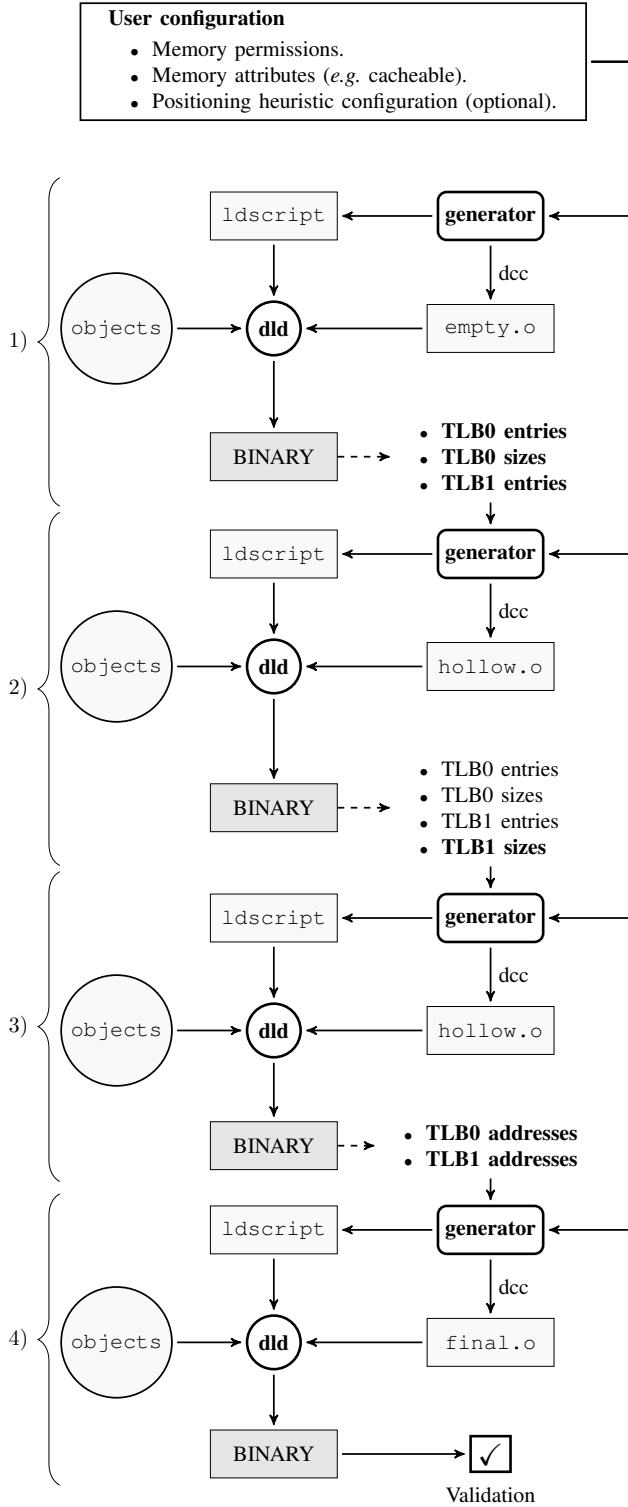 User configuration
• Memory permissions.
• Memory attributes (e.g. cacheable).
• Positioning heuristic configuration (optional).
1)
ldscript
generator
dcc
objects
dld
empty.o
BINARY
• TLB0 entries
• TLB0 sizes
• TLB1 entries
2)
ldscript
generator
dcc
objects
dld
hollow.o
BINARY
• TLB0 entries
• TLB0 sizes
• TLB1 entries
• TLB1 sizes
3)
ldscript
generator
dcc
objects
dld
hollow.o
BINARY
• TLB0 addresses
• TLB1 addresses
4)
ldscript
generator
dcc
objects
dld
final.o
BINARY
✓
Validation